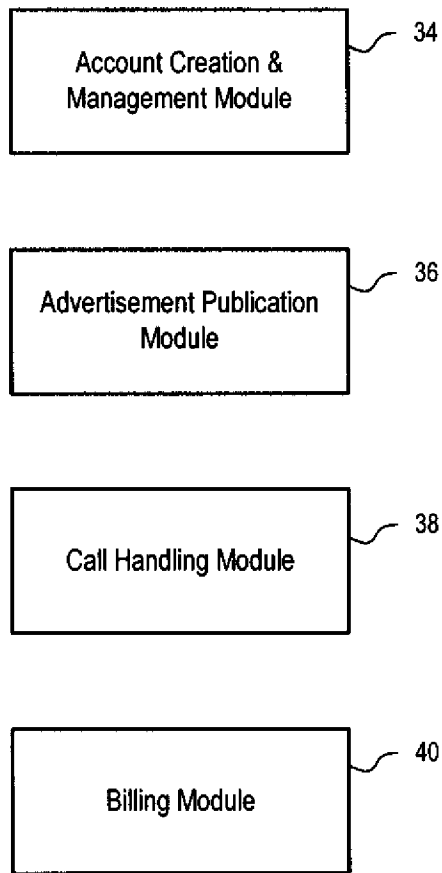 34
Account Creation &
Management Module
36
Advertisement Publication
Module
38
Call Handling Module
40
Billing Module